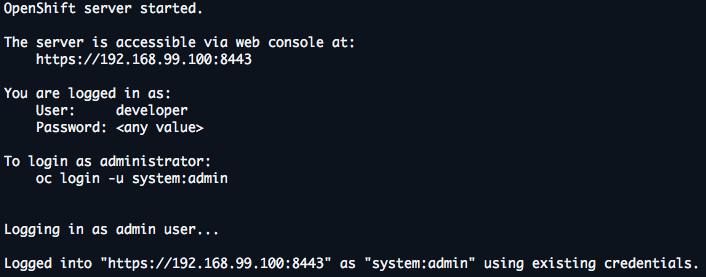 OpenShift server started.
The server is accessible via web console at:
https://192.168.99.100:8443
You are logged in as:
User:     developer
Password: <any value>
To login as administrator:
oc login -u system:admin
Logging in as admin user...
Logged into "https://192.168.99.100:8443" as "system:admin" using existing credentials.